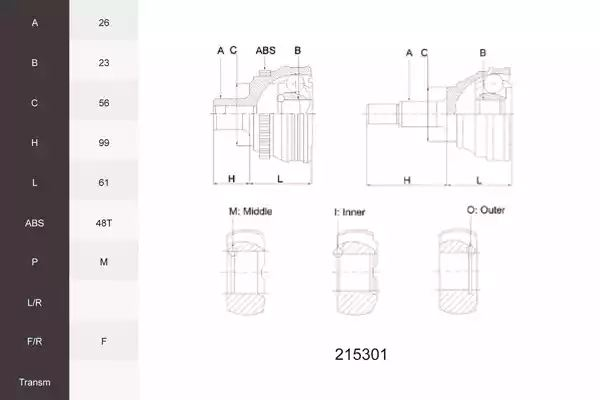 A 26
B 23
C 56
H 99
L 61
ABS 48T
P M
L/R
F/R F
Transm
A C ABS B
A C B
H L
H L
M: Middle I: Inner O: Outer
215301